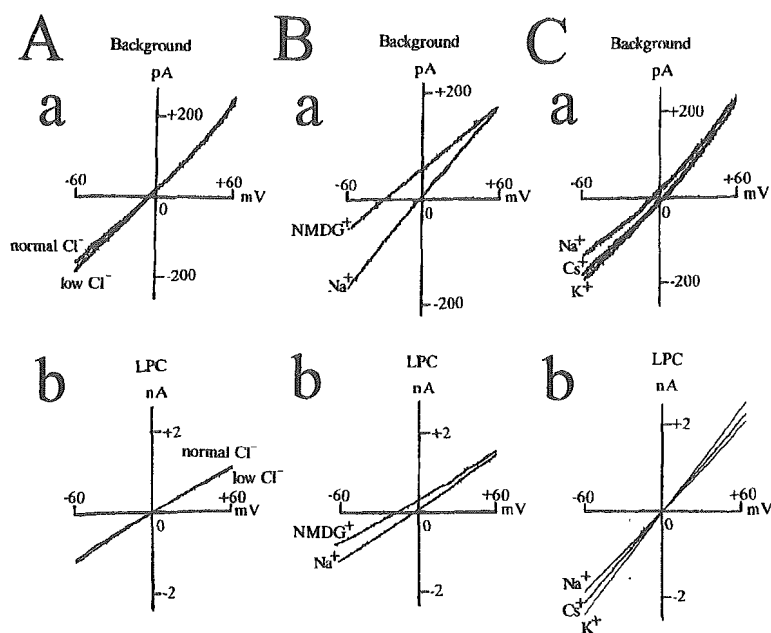 A
Background
pA
a
+200
-60
+60
mV
0
normal Cl⁻
low Cl⁻
-200
B
Background
pA
a
+200
-60
+60
mV
0
NMDG⁺
Na⁺
-200
C
Background
pA
a
+200
-60
+60
mV
0
Na⁺
Cs⁺
K⁺
-200
b
LPC
nA
+2
normal Cl⁻
low Cl⁻
-60
+60
mV
0
-2
b
LPC
nA
+2
-60
+60
mV
0
NMDG⁺
Na⁺
-2
b
LPC
nA
+2
-60
+60
mV
0
Na⁺
Cs⁺
K⁺
-2